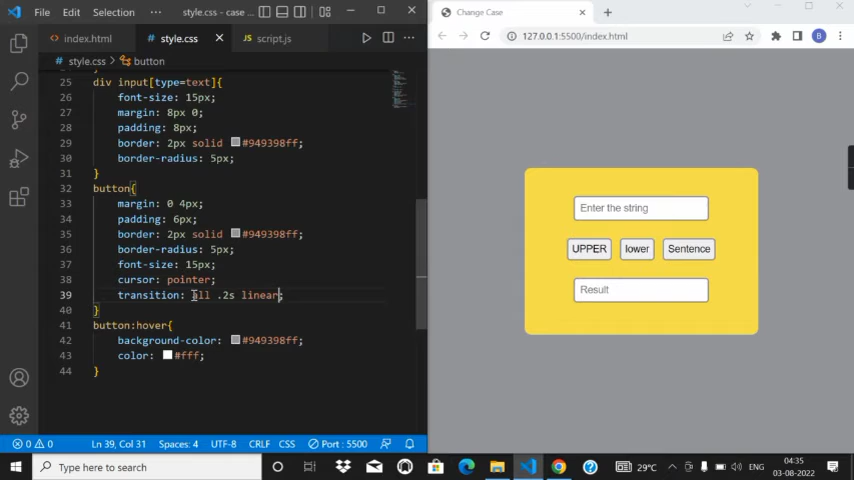 File Edit Selection ... style.css - case ...
index.html style.css script.js
style.css > button
25 div input[type=text]{
26 font-size: 15px;
27 margin: 8px 0;
28 padding: 8px;
29 border: 2px solid #949398ff;
30 border-radius: 5px;
31 }
32 button{
33 margin: 0 4px;
34 padding: 6px;
35 border: 2px solid #949398ff;
36 border-radius: 5px;
37 font-size: 15px;
38 cursor: pointer;
39 transition: all .2s linear;
40 }
41 button:hover{
42 background-color: #949398ff;
43 color: #fff;
44 }
0 0 Ln 39, Col 31 Spaces: 4 UTF-8 CRLF CSS Port : 5500
Change Case
127.0.0.1:5500/index.html
B
Enter the string
UPPER lower Sentence
Result
Type here to search
29°C ENG
04:35
03-08-2022